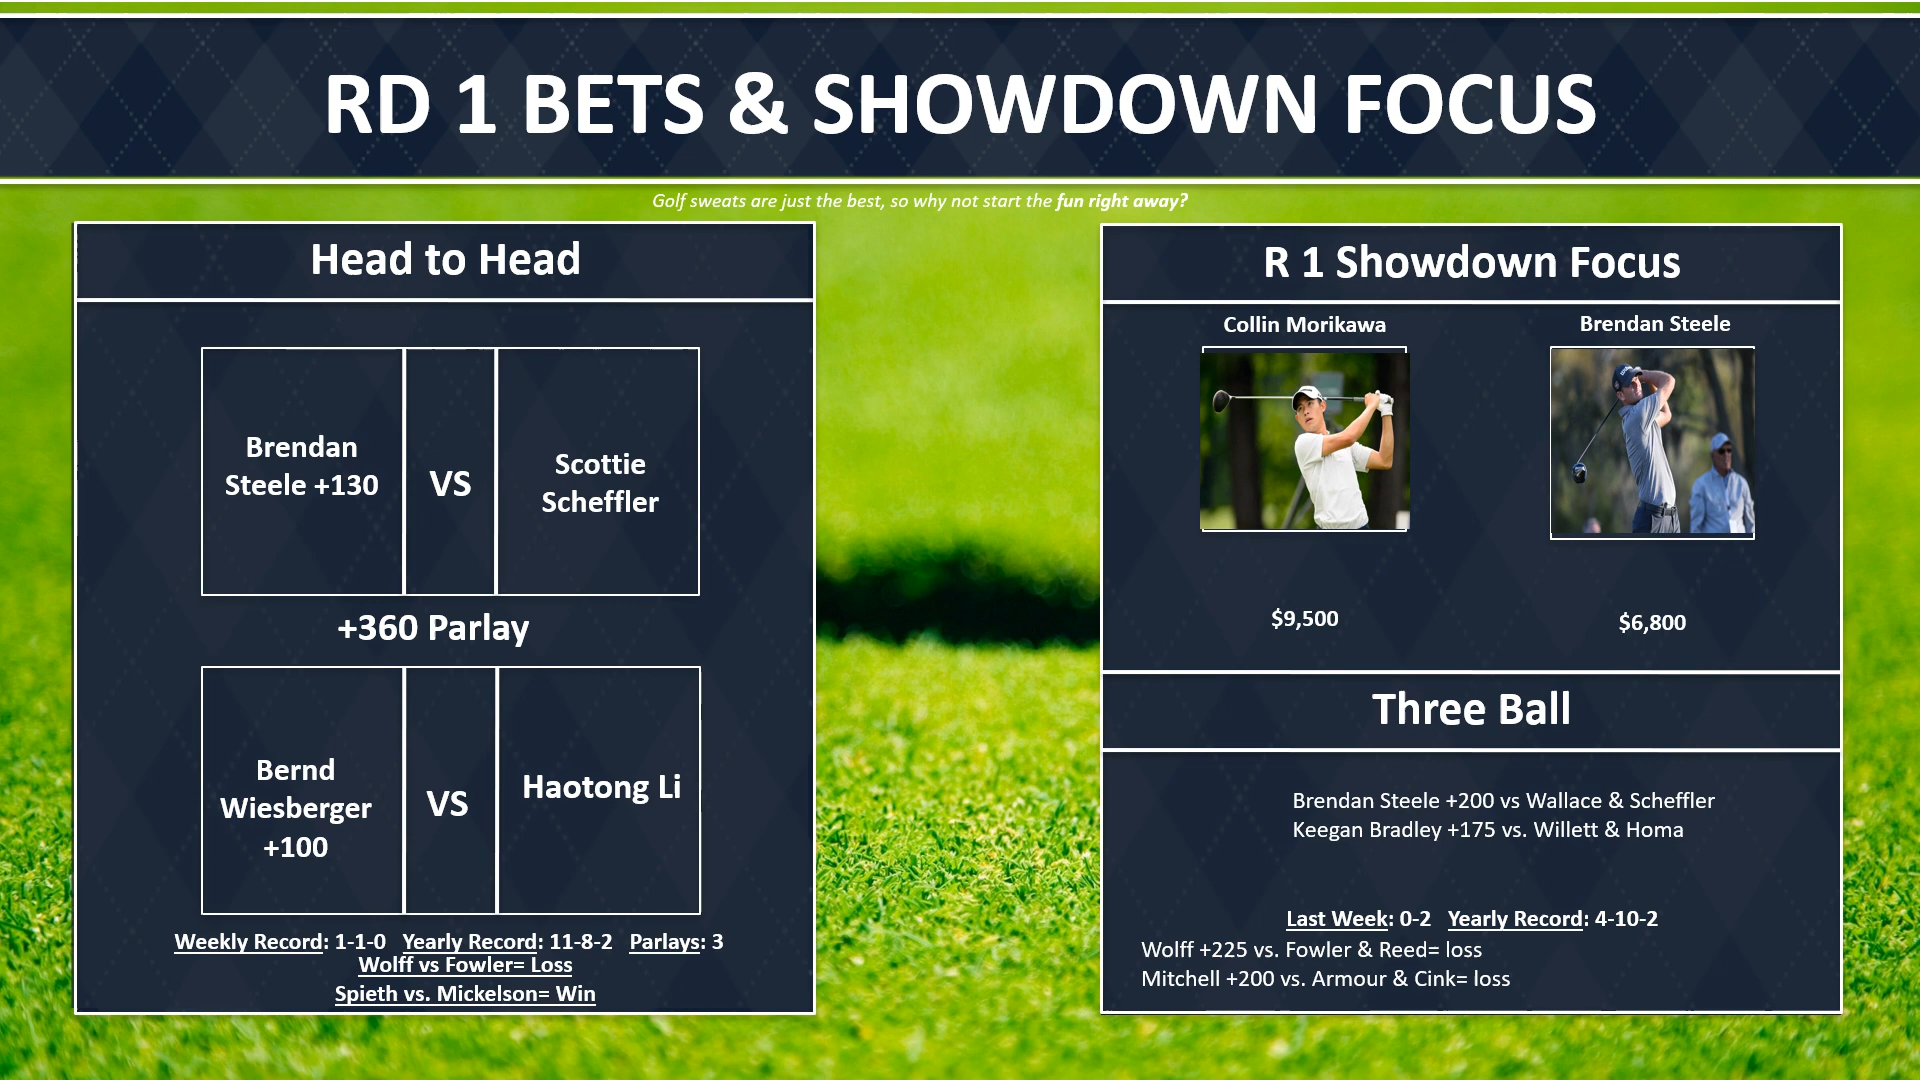 RD 1 BETS & SHOWDOWN FOCUS
Golf sweats are just the best, so why not start the fun right away?
Head to Head
Brendan
Steele +130
VS
Scottie
Scheffler
+360 Parlay
Bernd
Wiesberger
+100
VS
Haotong Li
Weekly Record: 1-1-0 Yearly Record: 11-8-2 Parlays: 3
Wolff vs Fowler= Loss
Spieth vs. Mickelson= Win
R 1 Showdown Focus
Collin Morikawa
Brendan Steele
$9,500
$6,800
Three Ball
Brendan Steele +200 vs Wallace & Scheffler
Keegan Bradley +175 vs. Willett & Homa
Last Week: 0-2 Yearly Record: 4-10-2
Wolff +225 vs. Fowler & Reed= loss
Mitchell +200 vs. Armour & Cink= loss